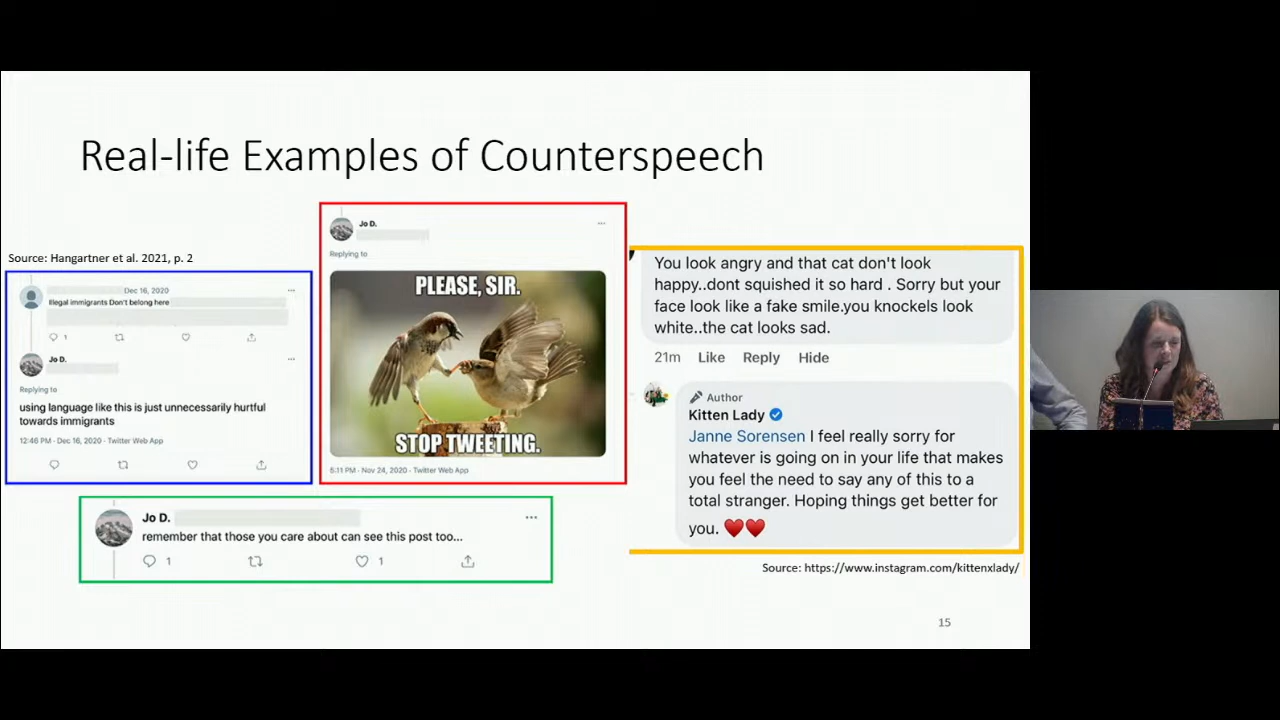 Real-life Examples of Counterspeech
Source: Hangartner et al. 2021, p. 2
Dec 16, 2020
Illegal immigrants Don't belong here
1
Jo D.
Replying to
using language like this is just unnecessarily hurtful
towards immigrants
12:46 PM · Dec 16, 2020 · Twitter Web App
Jo D.
Replying to
PLEASE, SIR.
STOP TWEETING.
5:11 PM · Nov 24, 2020 · Twitter Web App
Jo D.
remember that those you care about can see this post too...
1
1
You look angry and that cat don't look
happy..dont squished it so hard . Sorry but your
face look like a fake smile.you knockels look
white..the cat looks sad.
21m Like Reply Hide
Author
Kitten Lady
Janne Sorensen I feel really sorry for
whatever is going on in your life that makes
you feel the need to say any of this to a
total stranger. Hoping things get better for
you. ♥️♥️
Source: https://www.instagram.com/kittenxlady/
15